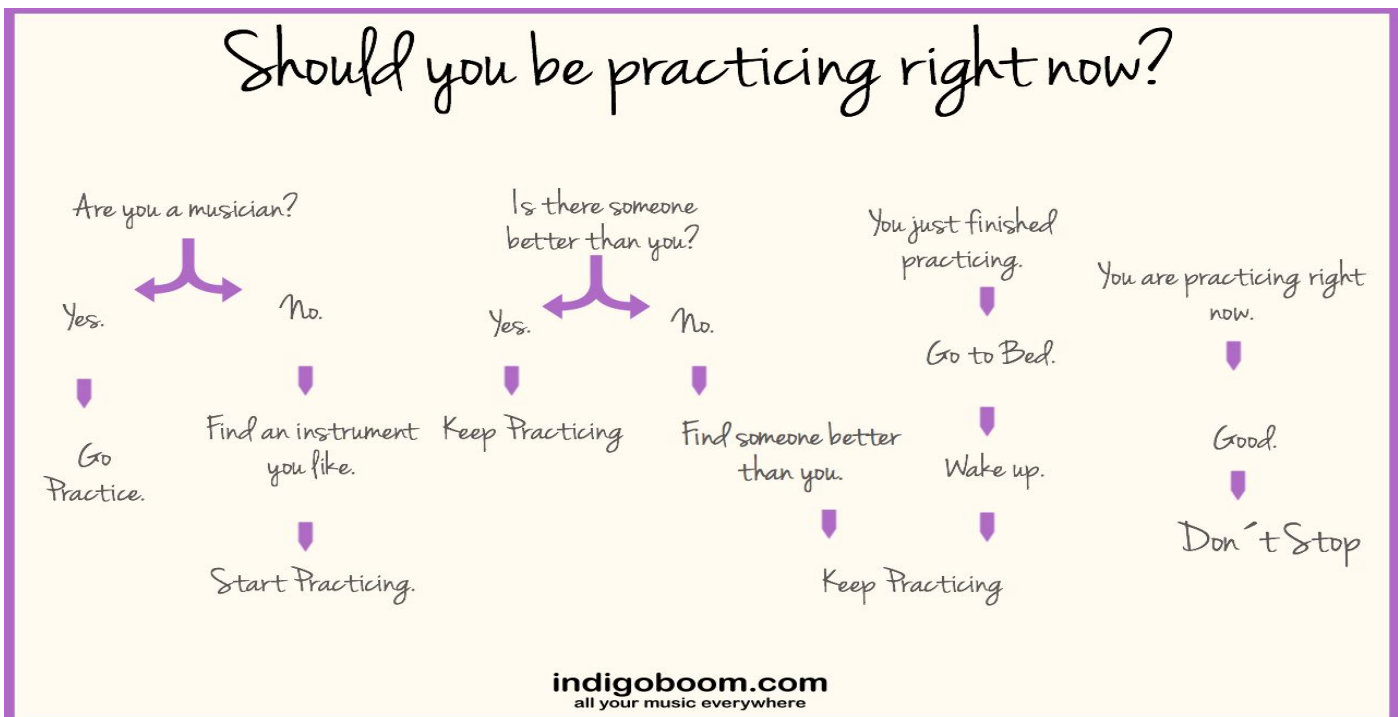 Should you be practicing right now?
Are you a musician?
Yes.
No.
Go
Practice.
Find an instrument
you like.
Start Practicing.
Is there someone
better than you?
Yes.
No.
Keep Practicing
Find someone better
than you.
You just finished
practicing.
Go to Bed.
Wake up.
Keep Practicing
You are practicing right
now.
Good.
Don´t Stop
indigoboom.com
all your music everywhere